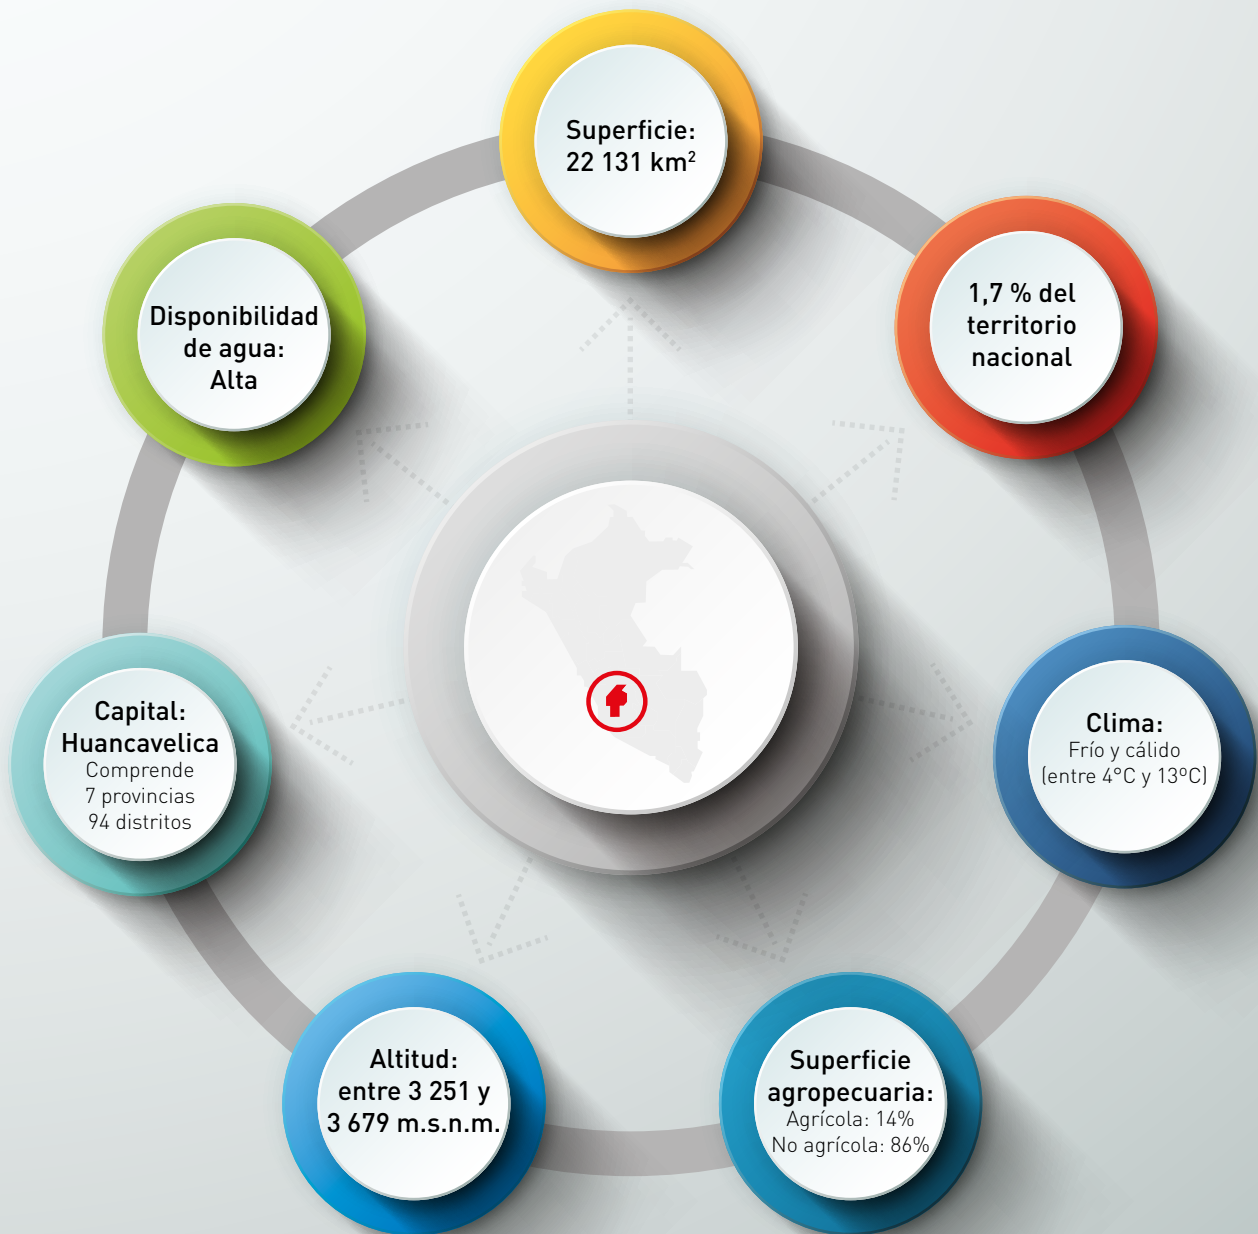 Superficie:
22 131 km²
1,7 % del
territorio
nacional
Disponibilidad
de agua:
Alta
Capital:
Huancavelica
Comprende
7 provincias
94 distritos
Clima:
Frío y cálido
(entre 4°C y 13ºC)
Altitud:
entre 3 251 y
3 679 m.s.n.m.
Superficie
agropecuaria:
Agrícola: 14%
No agrícola: 86%